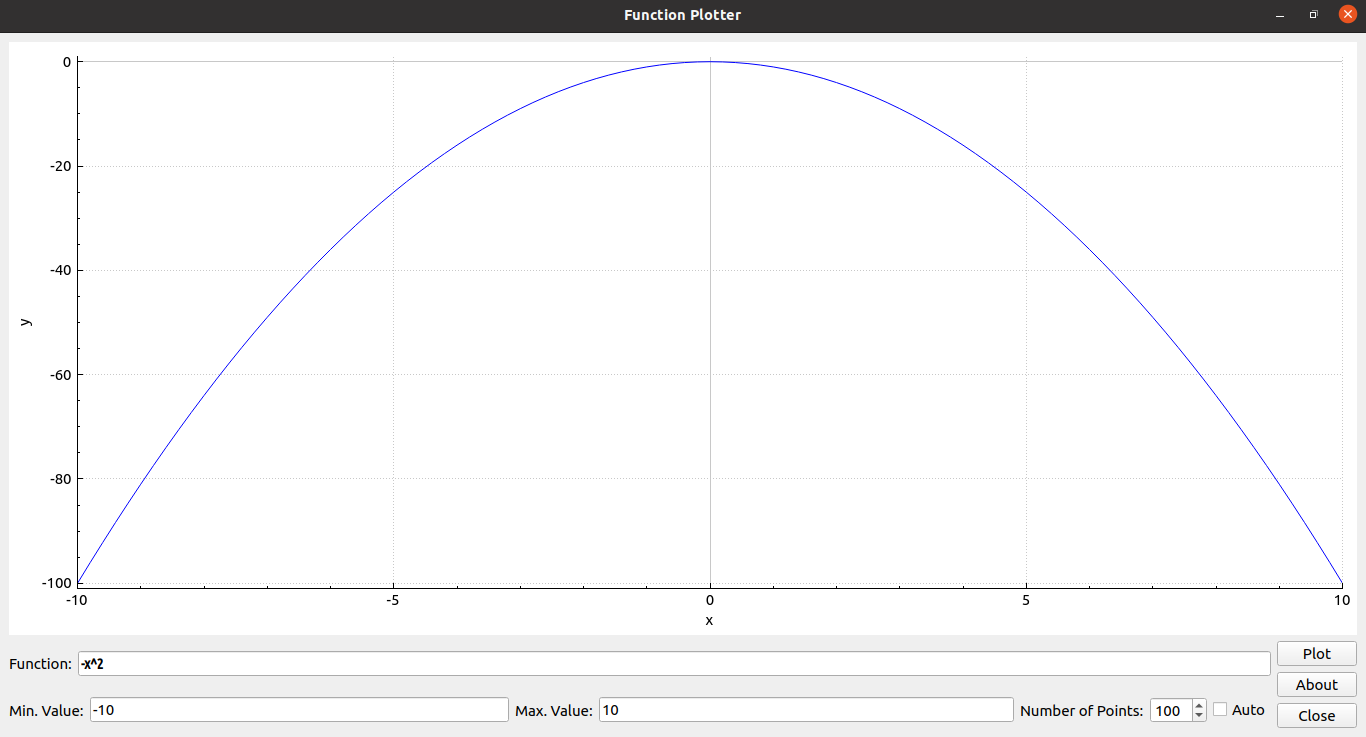 Function Plotter
0
-20
-40
y
-60
-80
-100
-10 -5 0 5 10
x
Function: -x^2 Plot
About
Min. Value: -10 Max. Value: 10 Number of Points: 100 Auto
Close